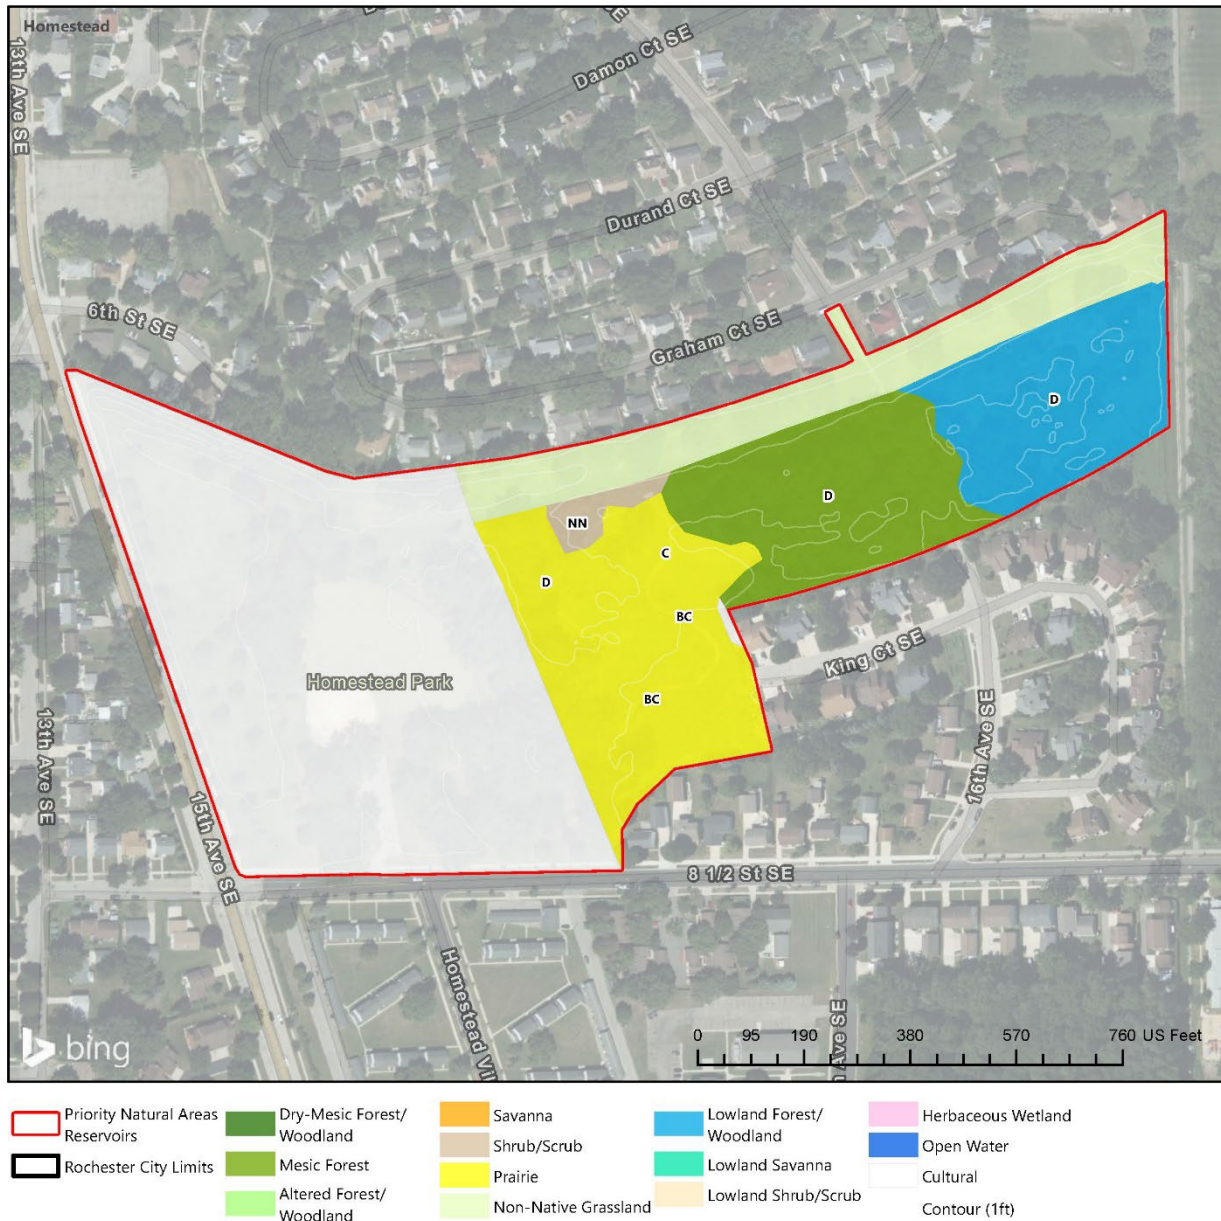 Homestead
13th Ave SE
SE
Damon Ct SE
Durand Ct SE
6th St SE
Graham Ct SE
D
NN
D
C
D
BC
King Ct SE
Homestead Park
BC
13th Ave SE
15th Ave SE
16th Ave SE
8 1/2 St SE
Homestead Vil
Ave SE
bing
0 95 190 380 570 760 US Feet
Priority Natural Areas
Reservoirs
Rochester City Limits
Dry-Mesic Forest/
Woodland
Mesic Forest
Altered Forest/
Woodland
Savanna
Shrub/Scrub
Prairie
Non-Native Grassland
Lowland Forest/
Woodland
Lowland Savanna
Lowland Shrub/Scrub
Herbaceous Wetland
Open Water
Cultural
Contour (1ft)